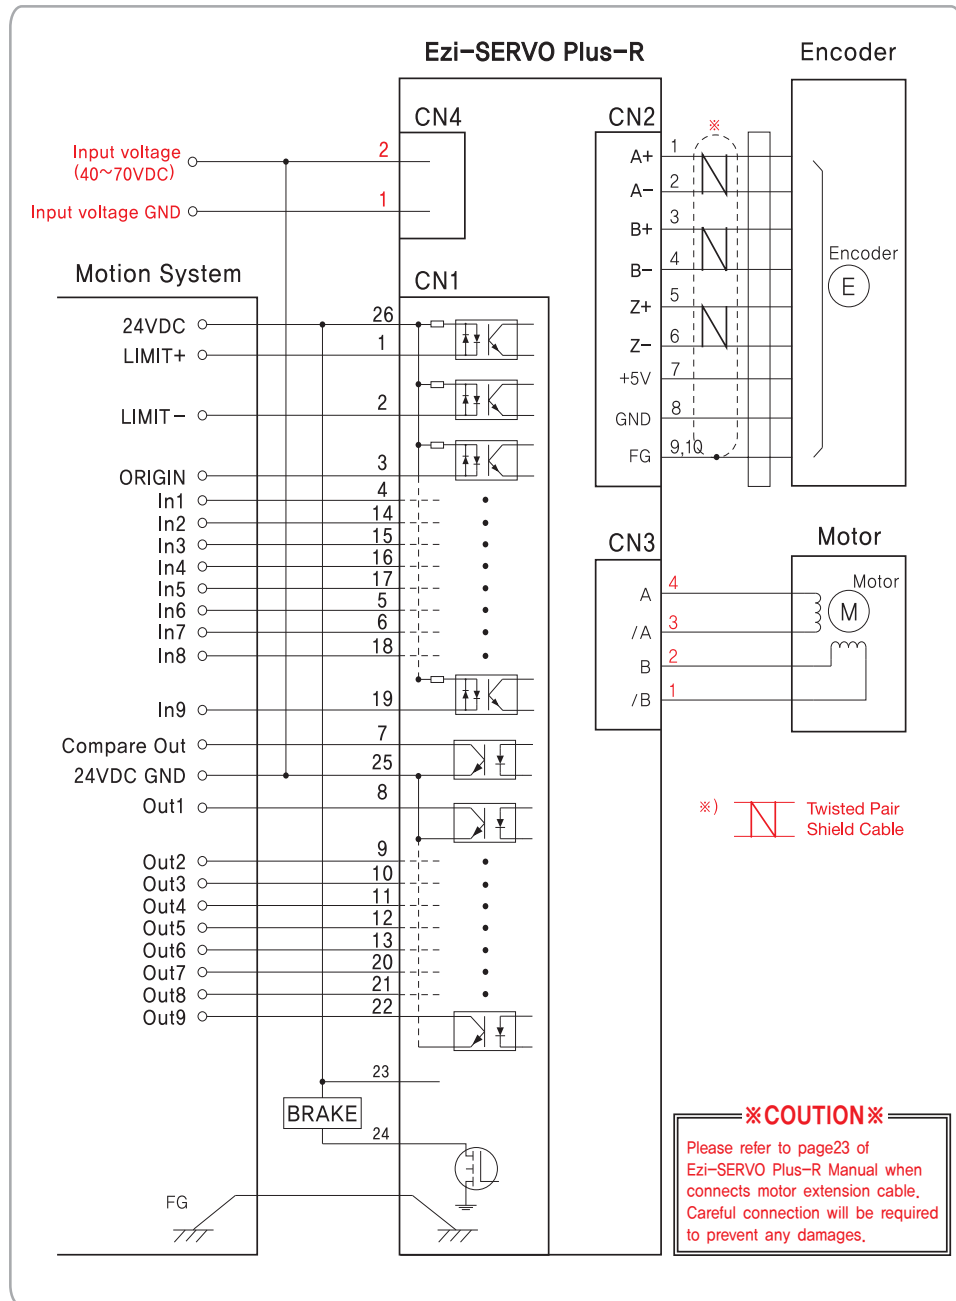 Ezi-SERVO Plus-R
Encoder
CN4
CN2
※
Input voltage
(40~70VDC)
2
Input voltage GND
1
A+
1
A-
2
B+
3
B-
4
Z+
5
Z-
6
+5V
7
GND
8
FG
9,10
Encoder
E
Motion System
CN1
24VDC
26
LIMIT+
1
LIMIT-
2
ORIGIN
3
In1
4
In2
14
In3
15
In4
16
In5
17
In6
5
In7
6
In8
18
In9
19
Compare Out
7
24VDC GND
25
Out1
8
Out2
9
Out3
10
Out4
11
Out5
12
Out6
13
Out7
20
Out8
21
Out9
22
23
BRAKE
24
FG
CN3
Motor
A
4
/A
3
B
2
/B
1
Motor
M
※)
Twisted Pair
Shield Cable
※COUTION※
Please refer to page23 of
Ezi-SERVO Plus-R Manual when
connects motor extension cable.
Careful connection will be required
to prevent any damages.